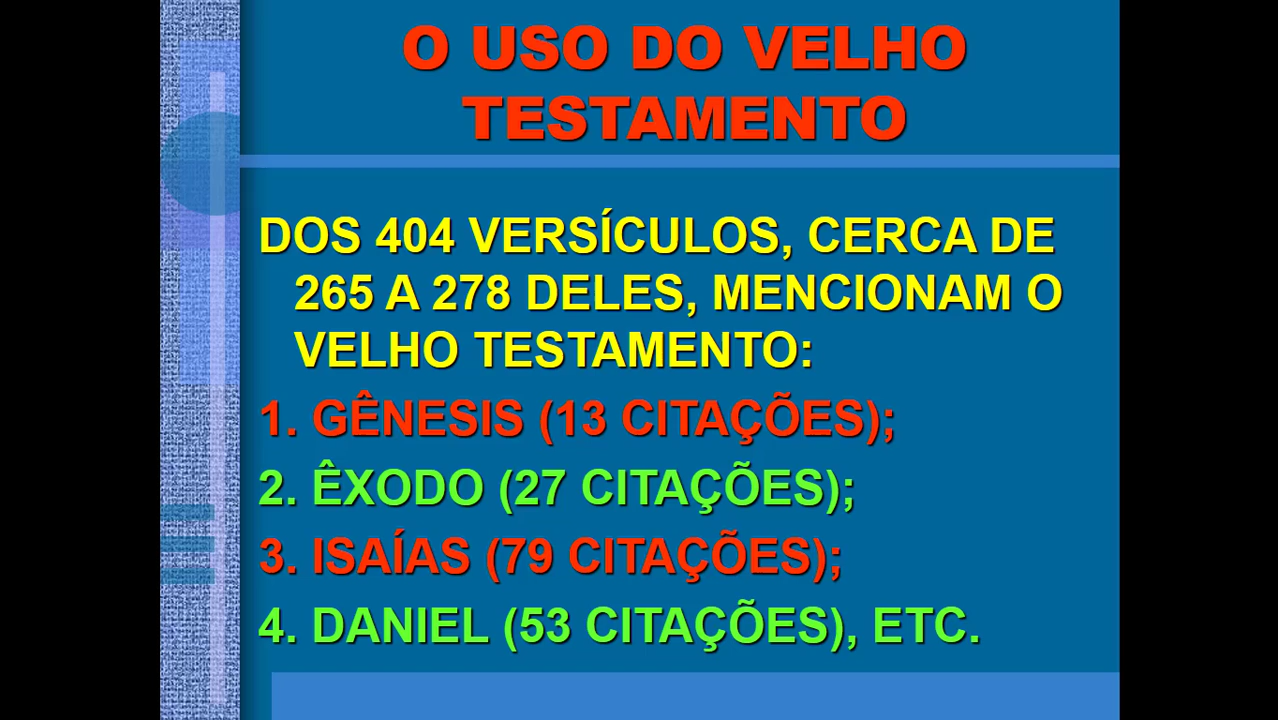 O USO DO VELHO
TESTAMENTO
DOS 404 VERSÍCULOS, CERCA DE
265 A 278 DELES, MENCIONAM O
VELHO TESTAMENTO:
1. GÊNESIS (13 CITAÇÕES);
2. ÊXODO (27 CITAÇÕES);
3. ISAÍAS (79 CITAÇÕES);
4. DANIEL (53 CITAÇÕES), ETC.